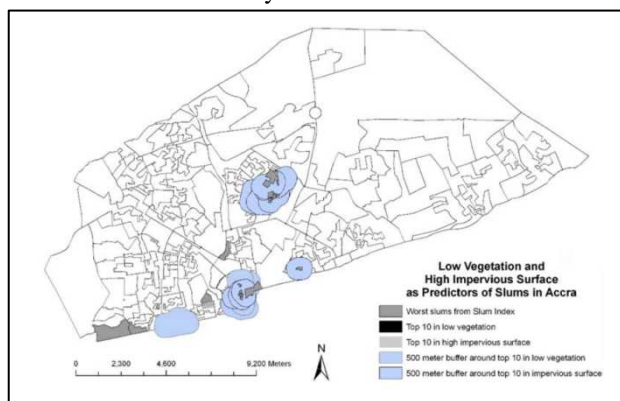 Low Vegetation and
High Impervious Surface
as Predictors of Slums in Accra
Worst slums from Slum Index
Top 10 in low vegetation
Top 10 in high impervious surface
500 meter buffer around top 10 in low vegetation
500 meter buffer around top 10 in impervious surface
N
0 2,300 4,600 9,200 Meters